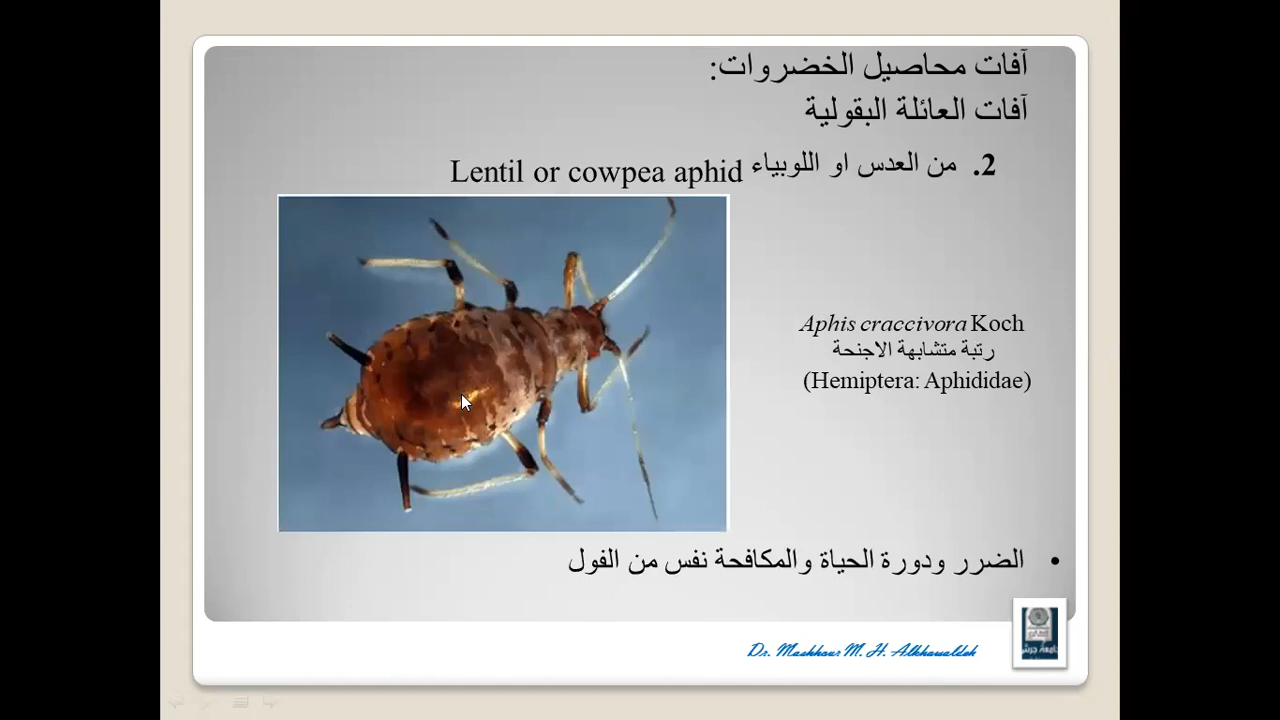 آفات محاصيل الخضروات:
آفات العائلة البقولية
2. من العدس او اللوبياء Lentil or cowpea aphid
Aphis craccivora Koch
رتبة متشابهة الاجنحة
(Hemiptera: Aphididae)
• الضرر ودورة الحياة والمكافحة نفس من الفول
Dr. Mashhour M. H. Alkhawaldeh